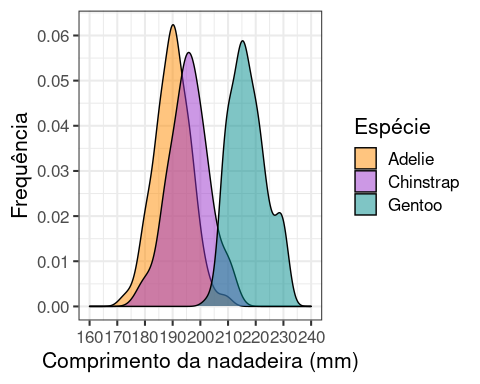 Frequência
0.06
0.05
0.04
0.03
0.02
0.01
0.00
160 170 180 190 200 210 220 230 240
Comprimento da nadadeira (mm)
Espécie
Adelie
Chinstrap
Gentoo